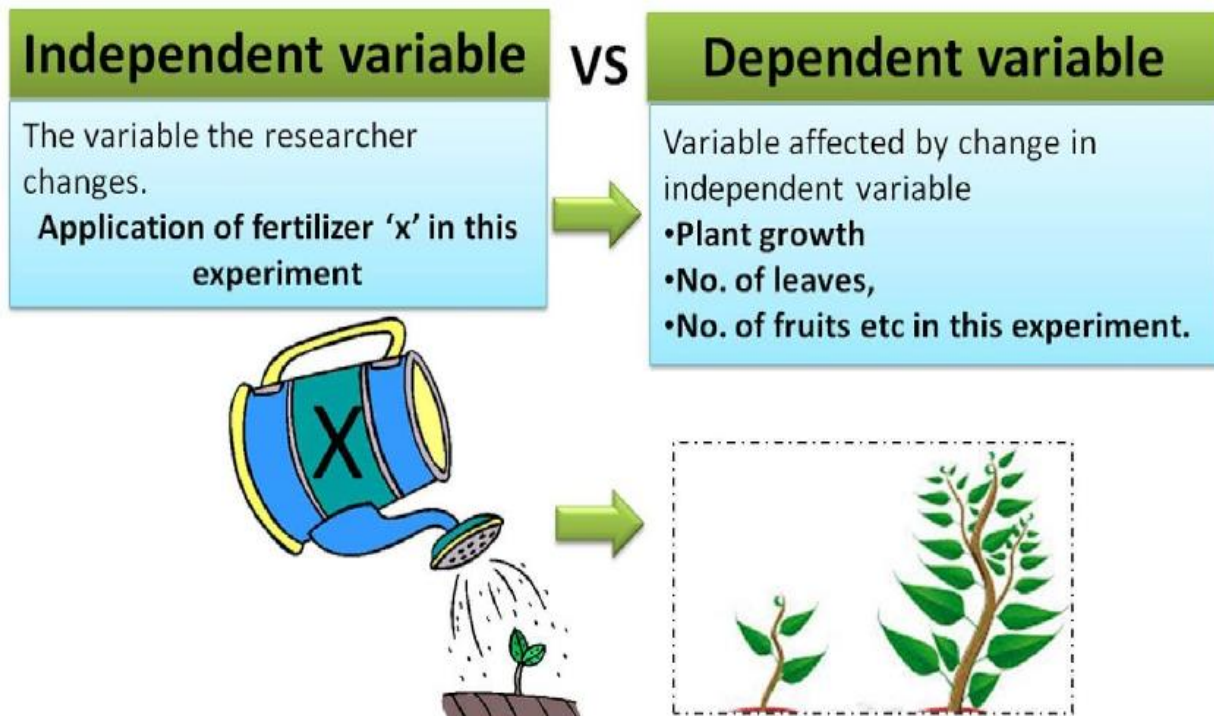 Independent variable
VS
Dependent variable
The variable the researcher
changes.
Application of fertilizer ‘x’ in this
experiment
Variable affected by change in
independent variable
•Plant growth
•No. of leaves,
•No. of fruits etc in this experiment.
X